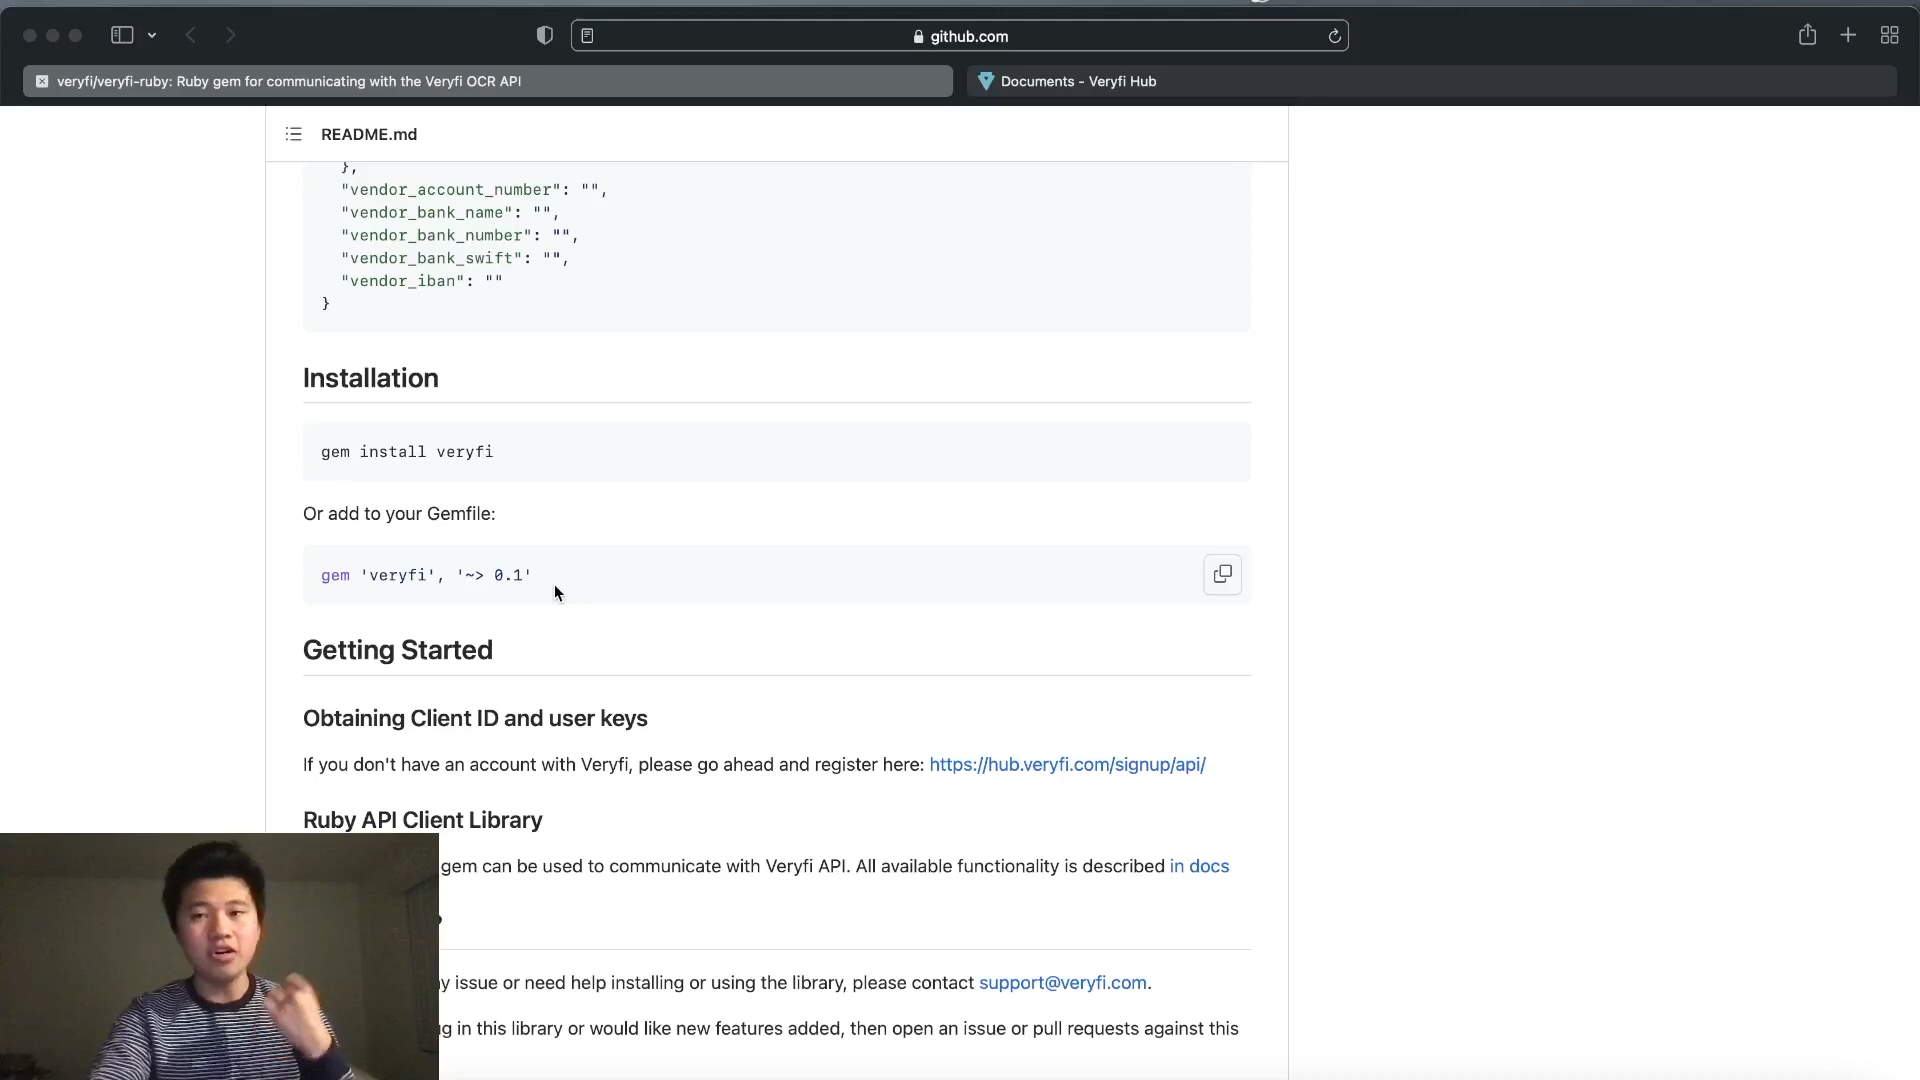 github.com
veryfi/veryfi-ruby: Ruby gem for communicating with the Veryfi OCR API
Documents - Veryfi Hub
README.md
},
"vendor_account_number": "",
"vendor_bank_name": "",
"vendor_bank_number": "",
"vendor_bank_swift": "",
"vendor_iban": ""
}
Installation
gem install veryfi
Or add to your Gemfile:
gem 'veryfi', '~> 0.1'
Getting Started
Obtaining Client ID and user keys
If you don't have an account with Veryfi, please go ahead and register here: https://hub.veryfi.com/signup/api/
Ruby API Client Library
gem can be used to communicate with Veryfi API. All available functionality is described in docs
y issue or need help installing or using the library, please contact support@veryfi.com.
g in this library or would like new features added, then open an issue or pull requests against this